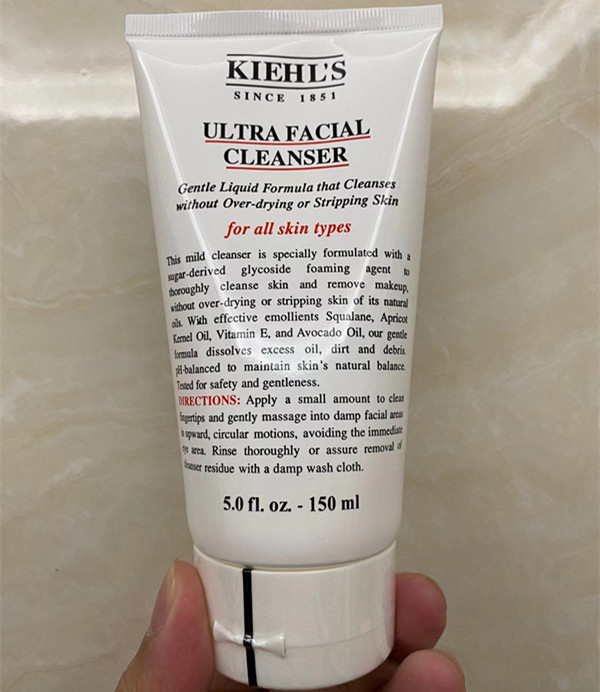 KIEHL'S
SINCE 1851
ULTRA FACIAL
CLEANSER
Gentle Liquid Formula that Cleanses
without Over-drying or Stripping Skin
for all skin types
This mild cleanser is specially formulated with a
sugar-derived glycoside foaming agent to
thoroughly cleanse skin and remove makeup,
without over-drying or stripping skin of its natural
oils. With effective emollients Squalane, Apricot
Kernel Oil, Vitamin E, and Avocado Oil, our gentle
formula dissolves excess oil, dirt and debris.
pH-balanced to maintain skin's natural balance.
Tested for safety and gentleness.
DIRECTIONS: Apply a small amount to clean
fingertips and gently massage into damp facial areas
in upward, circular motions, avoiding the immediate
eye area. Rinse thoroughly or assure removal of
cleanser residue with a damp wash cloth.
5.0 fl. oz. - 150 ml